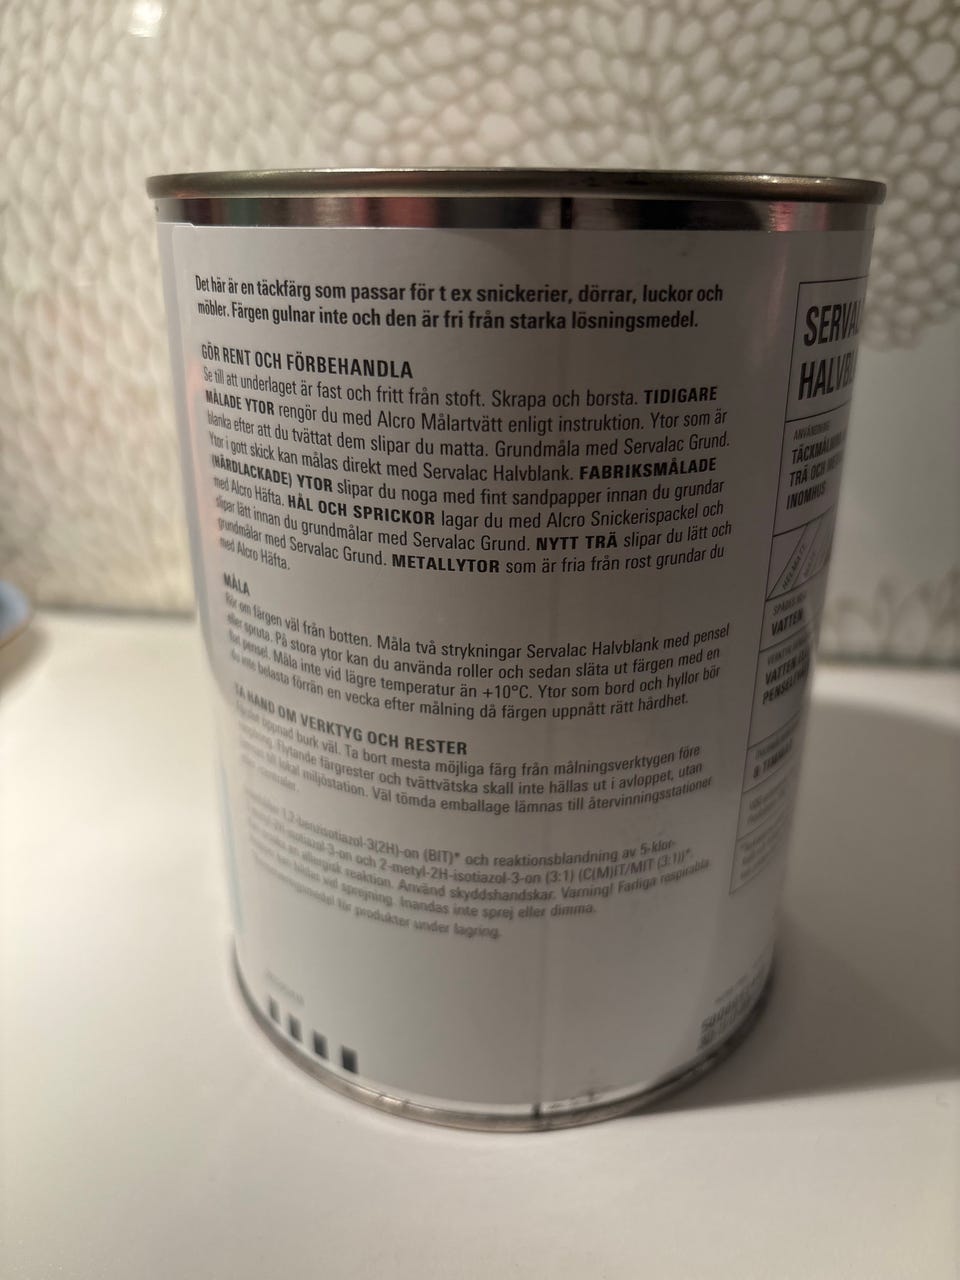 Det här är en täckfärg som passar för t ex snickerier, dörrar, luckor och
möbler. Färgen gulnar inte och den är fri från starka lösningsmedel.
GÖR RENT OCH FÖRBEHANDLA
Se till att underlaget är fast och fritt från stoft. Skrapa och borsta. TIDIGARE
MÅLADE YTOR rengör du med Alcro Målartvätt enligt instruktion. Ytor som är
blanka efter att du tvättat dem slipar du matta. Grundmåla med Servalac Grund.
Ytor i gott skick kan målas direkt med Servalac Halvblank. FABRIKSMÅLADE
(HÅRDLACKADE) YTOR slipar du noga med fint sandpapper innan du grundar
med Alcro Häfta. HÅL OCH SPRICKOR lagar du med Alcro Snickerispackel och
slipar lätt innan du grundmålar med Servalac Grund. NYTT TRÄ slipar du lätt och
grundmålar med Servalac Grund. METALLYTOR som är fria från rost grundar du
med Alcro Häfta.
MÅLA
Rör om färgen väl från botten. Måla två strykningar Servalac Halvblank med pensel
eller spruta. På stora ytor kan du använda roller och sedan släta ut färgen med en
pensel. Måla inte vid lägre temperatur än +10°C. Ytor som bord och hyllor bör
du inte belasta förrän en vecka efter målning då färgen uppnått rätt hårdhet.
TA HAND OM VERKTYG OCH RESTER
öppnad burk väl. Ta bort mesta möjliga färg från målningsverktygen före
Flytande färgrester och tvättvätska skall inte hällas ut i avloppet, utan
till lokal miljöstation. Väl tömda emballage lämnas till återvinningsstationer
1,2-benzisotiazol-3(2H)-on (BIT)* och reaktionsblandning av 5-klor-
2-metyl-2H-isotiazol-3-on och 2-metyl-2H-isotiazol-3-on (3:1) (C(M)IT/MIT (3:1))*.
en allergisk reaktion. Använd skyddshandskar. Varning! Farliga respirabla
bildas vid sprejning. Inandas inte sprej eller dimma.
för produkter under lagring.
SERVAL
HALVBL
TÄCKMÅLN
TRÄ OCH
INOMHUS
VATTEN
VATTEN
PENSELTV